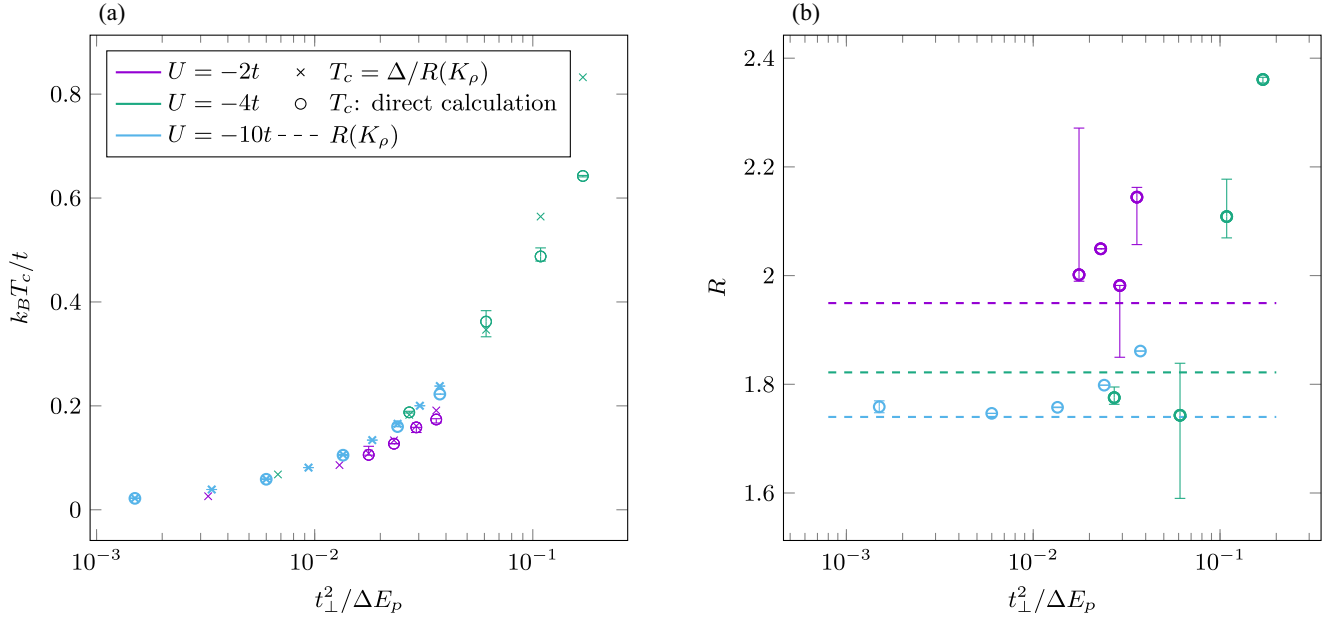 (a)
U = −2t × T_c = Δ/R(K_ρ)
U = −4t ○ T_c: direct calculation
U = −10t ---- R(K_ρ)
k_B T_c/t
0.8
0.6
0.4
0.2
0
10^−3 10^−2 10^−1
t_⊥^2/ΔE_p
(b)
R
2.4
2.2
2
1.8
1.6
10^−3 10^−2 10^−1
t_⊥^2/ΔE_p